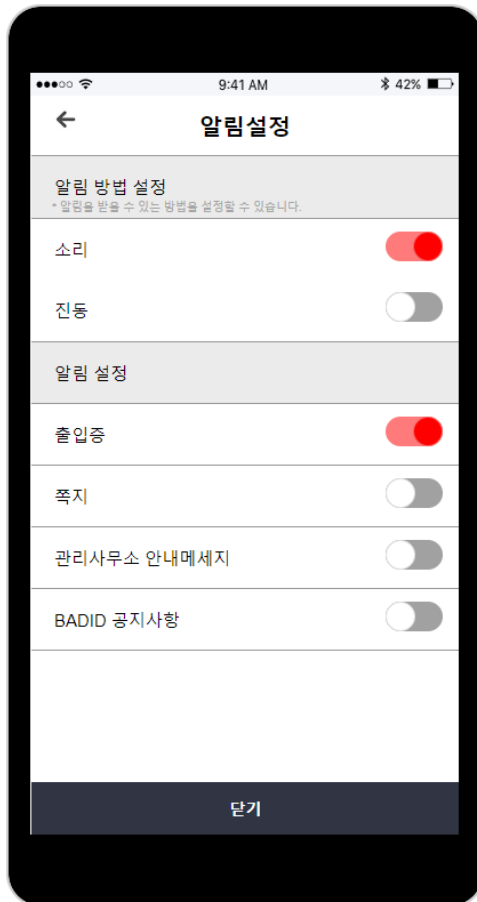 9:41 AM
42%
알림설정
알림 방법 설정
* 알림을 받을 수 있는 방법을 설정할 수 있습니다.
소리
진동
알림 설정
출입증
쪽지
관리사무소 안내메세지
BADID 공지사항
닫기